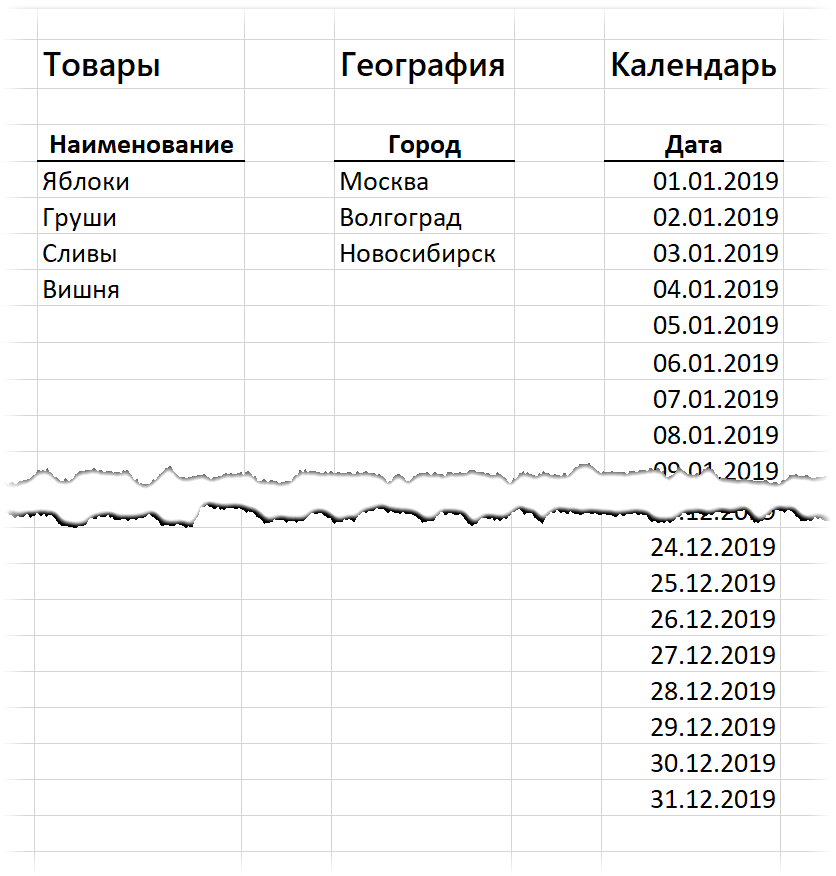 Товары География Календарь
Наименование Город Дата
Яблоки Москва 01.01.2019
Груши Волгоград 02.01.2019
Сливы Новосибирск 03.01.2019
Вишня 04.01.2019
05.01.2019
06.01.2019
07.01.2019
08.01.2019
09.01.2019
24.12.2019
25.12.2019
26.12.2019
27.12.2019
28.12.2019
29.12.2019
30.12.2019
31.12.2019